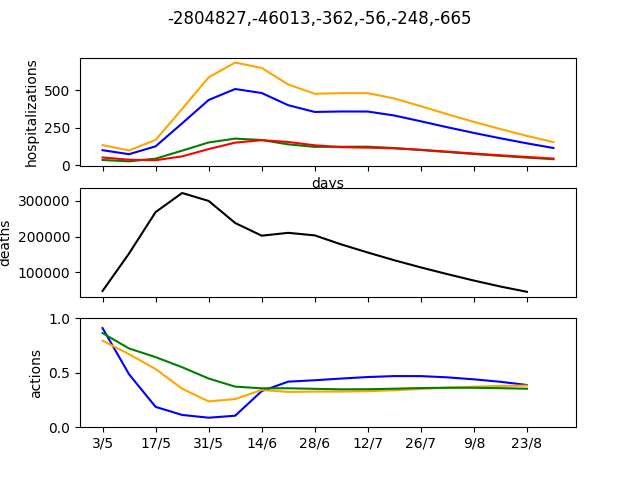 -2804827,-46013,-362,-56,-248,-665
hospitalizations
500
250
0
days
deaths
300000
200000
100000
actions
1.0
0.5
0.0
3/5 17/5 31/5 14/6 28/6 12/7 26/7 9/8 23/8